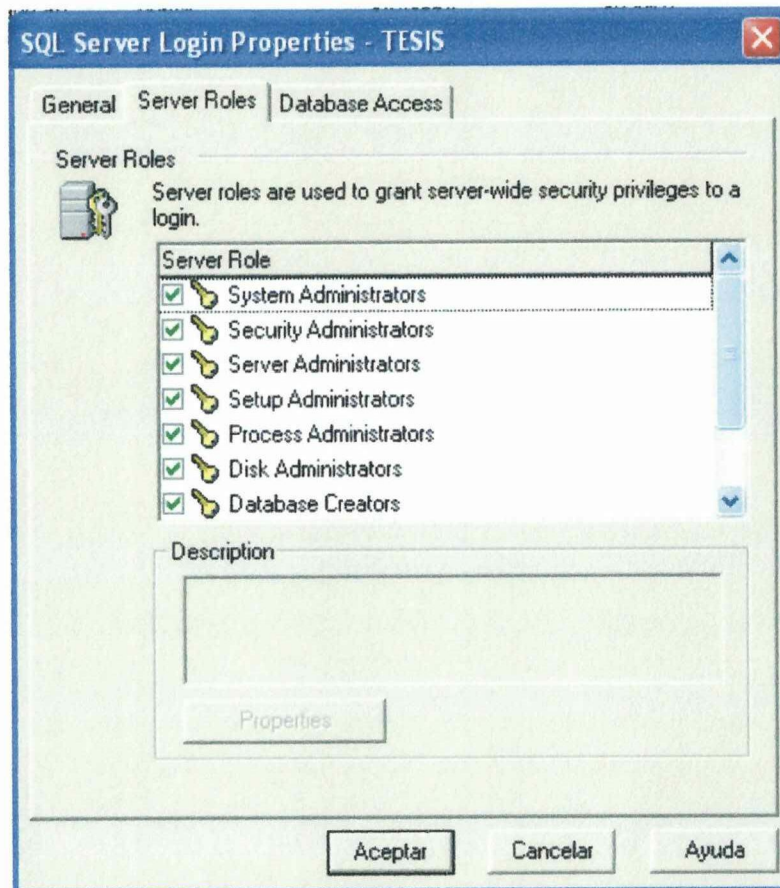 SQL Server Login Properties - TESIS
General Server Roles Database Access
Server Roles
Server roles are used to grant server-wide security privileges to a
login.
Server Role
System Administrators
Security Administrators
Server Administrators
Setup Administrators
Process Administrators
Disk Administrators
Database Creators
Description
Properties
Aceptar Cancelar Ayuda